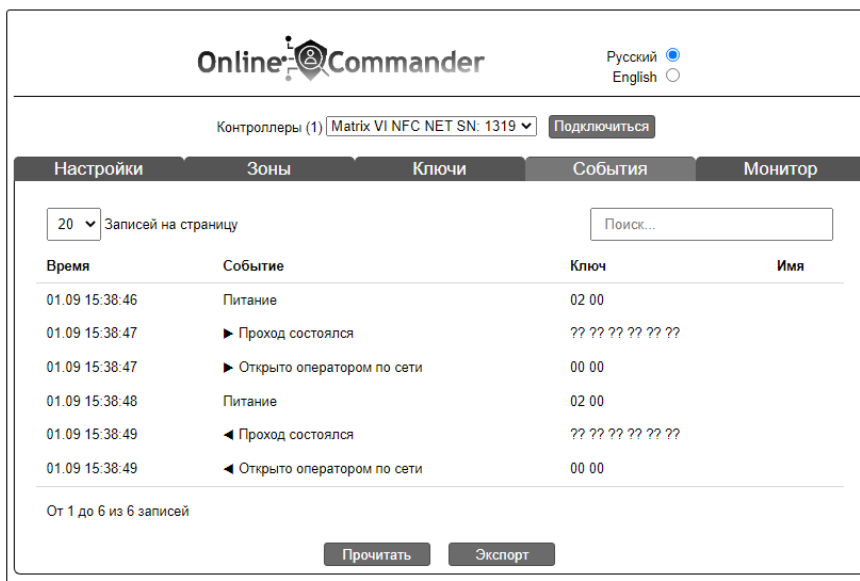 Online Commander
Русский
English
Контроллеры (1) Matrix VI NFC NET SN: 1319 Подключиться
Настройки Зоны Ключи События Монитор
20 Записей на страницу Поиск...
Время Событие Ключ Имя
01.09 15:38:46 Питание 02 00
01.09 15:38:47 ► Проход состоялся ?? ?? ?? ?? ?? ??
01.09 15:38:47 ► Открыто оператором по сети 00 00
01.09 15:38:48 Питание 02 00
01.09 15:38:49 ◄ Проход состоялся ?? ?? ?? ?? ?? ??
01.09 15:38:49 ◄ Открыто оператором по сети 00 00
От 1 до 6 из 6 записей
Прочитать Экспорт